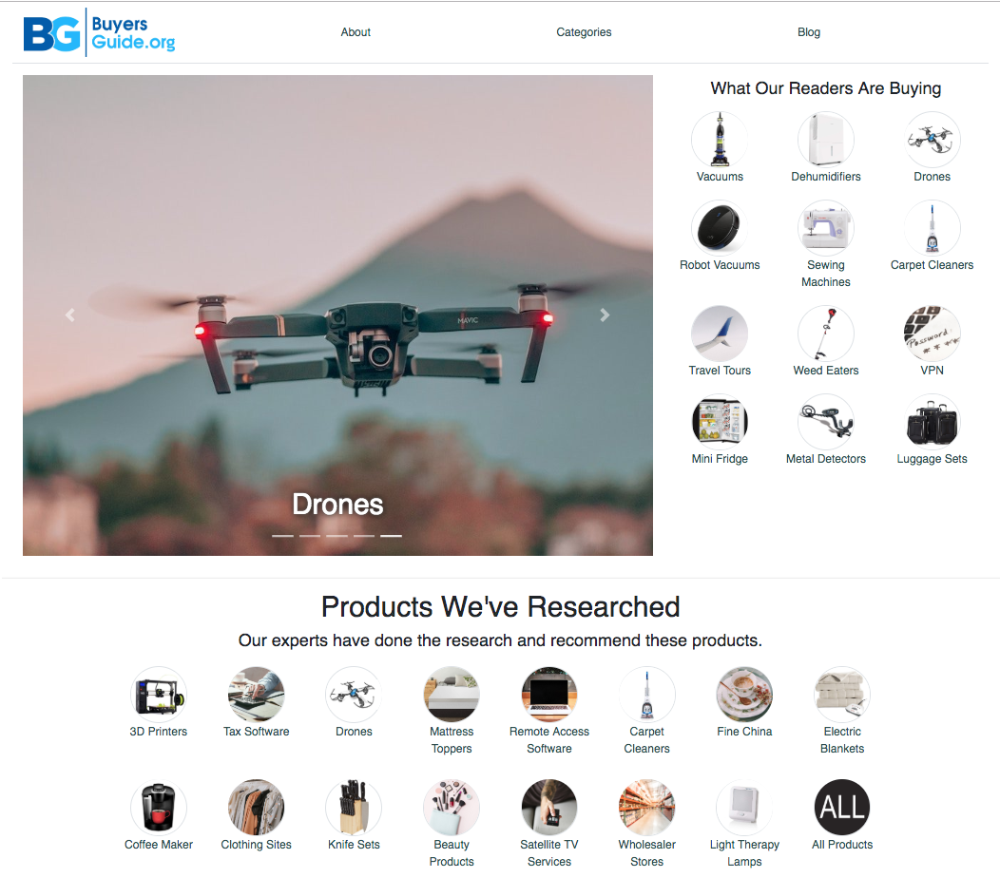 BG Buyers
Guide.org
About Categories Blog
MAVIC
Drones
What Our Readers Are Buying
Vacuums Dehumidifiers Drones
Robot Vacuums Sewing Carpet Cleaners
Machines
Password:
* * * *
Travel Tours Weed Eaters VPN
Mini Fridge Metal Detectors Luggage Sets
Products We've Researched
Our experts have done the research and recommend these products.
3D Printers Tax Software Drones Mattress Remote Access Carpet Fine China Electric
Toppers Software Cleaners Blankets
ALL
Coffee Maker Clothing Sites Knife Sets Beauty Satellite TV Wholesaler Light Therapy All Products
Products Services Stores Lamps